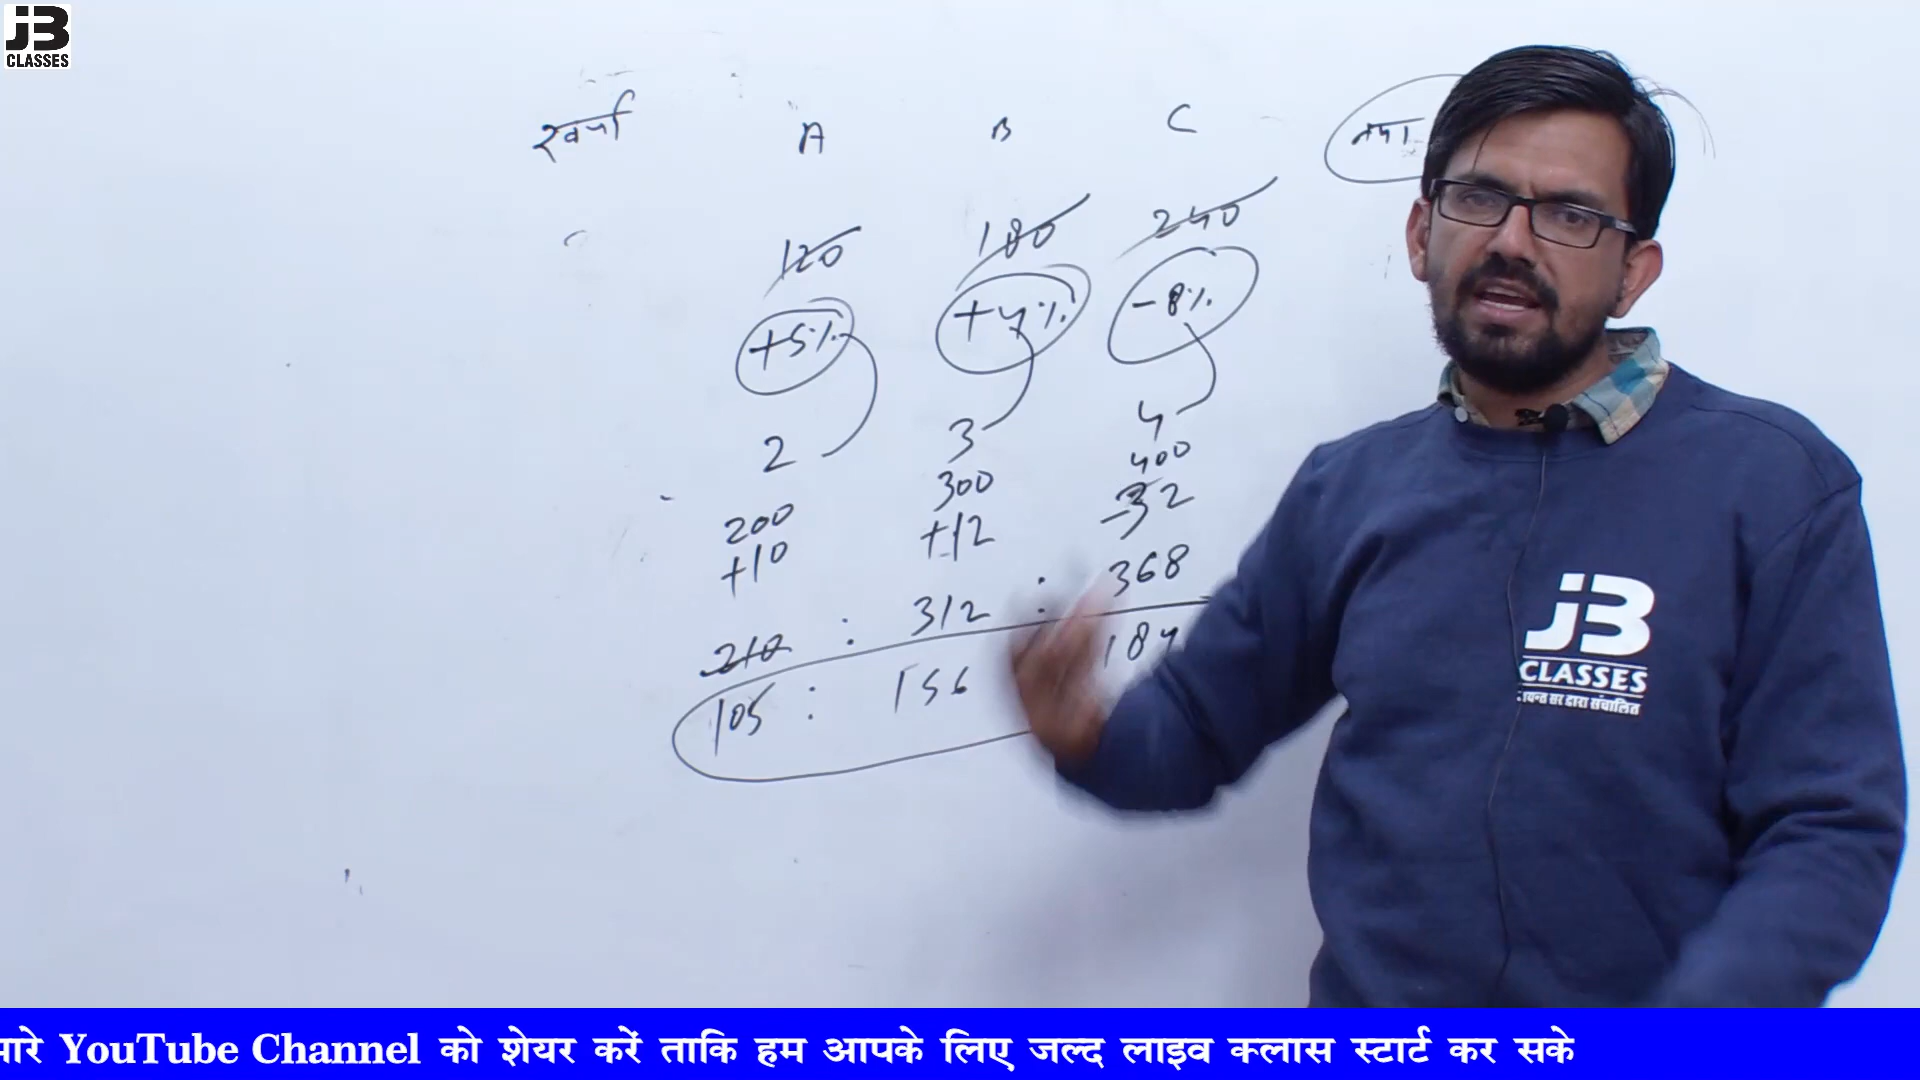 JB
CLASSES
खर्चा A B C
120 180 240
+5% +4% -8%
2 3 4
200 300 400
+10 +12 -32
210 : 312 : 368
105 : 156 184
JB
CLASSES
सर द्वारा संचालित
मारे YouTube Channel को शेयर करें ताकि हम आपके लिए जल्द लाइव क्लास स्टार्ट कर सके